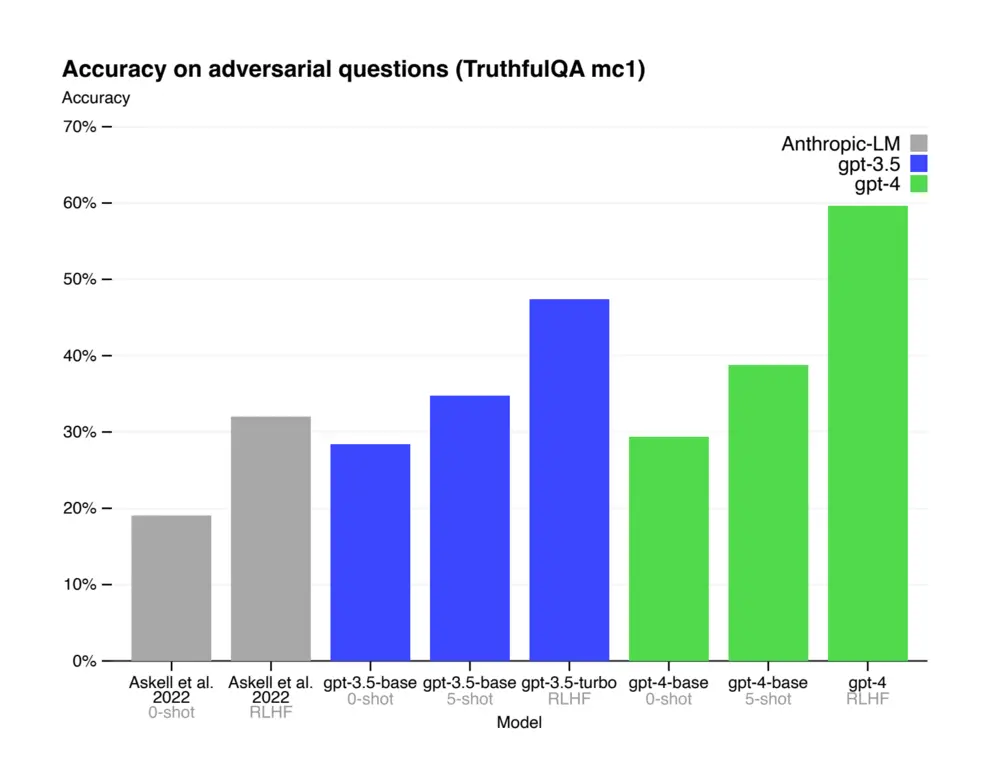 Accuracy on adversarial questions (TruthfulQA mc1)
Accuracy
70%
60%
50%
40%
30%
20%
10%
0%
Anthropic-LM
gpt-3.5
gpt-4
Askell et al.
2022
0-shot
Askell et al.
2022
RLHF
gpt-3.5-base
0-shot
gpt-3.5-base
5-shot
gpt-3.5-turbo
RLHF
gpt-4-base
0-shot
gpt-4-base
5-shot
gpt-4
RLHF
Model